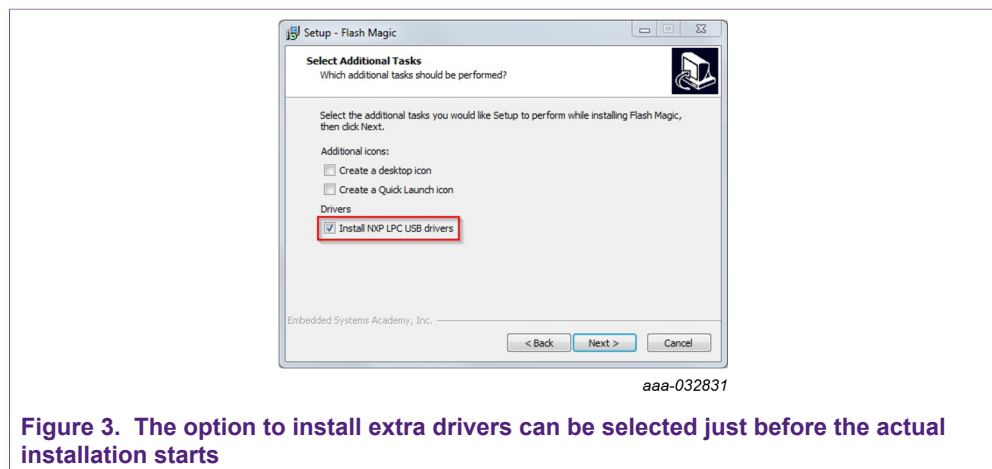 Setup - Flash Magic
Select Additional Tasks
Which additional tasks should be performed?
Select the additional tasks you would like Setup to perform while installing Flash Magic,
then click Next.
Additional icons:
Create a desktop icon
Create a Quick Launch icon
Drivers
Install NXP LPC USB drivers
Embedded Systems Academy, Inc.
< Back Next > Cancel
aaa-032831
Figure 3. The option to install extra drivers can be selected just before the actual
installation starts